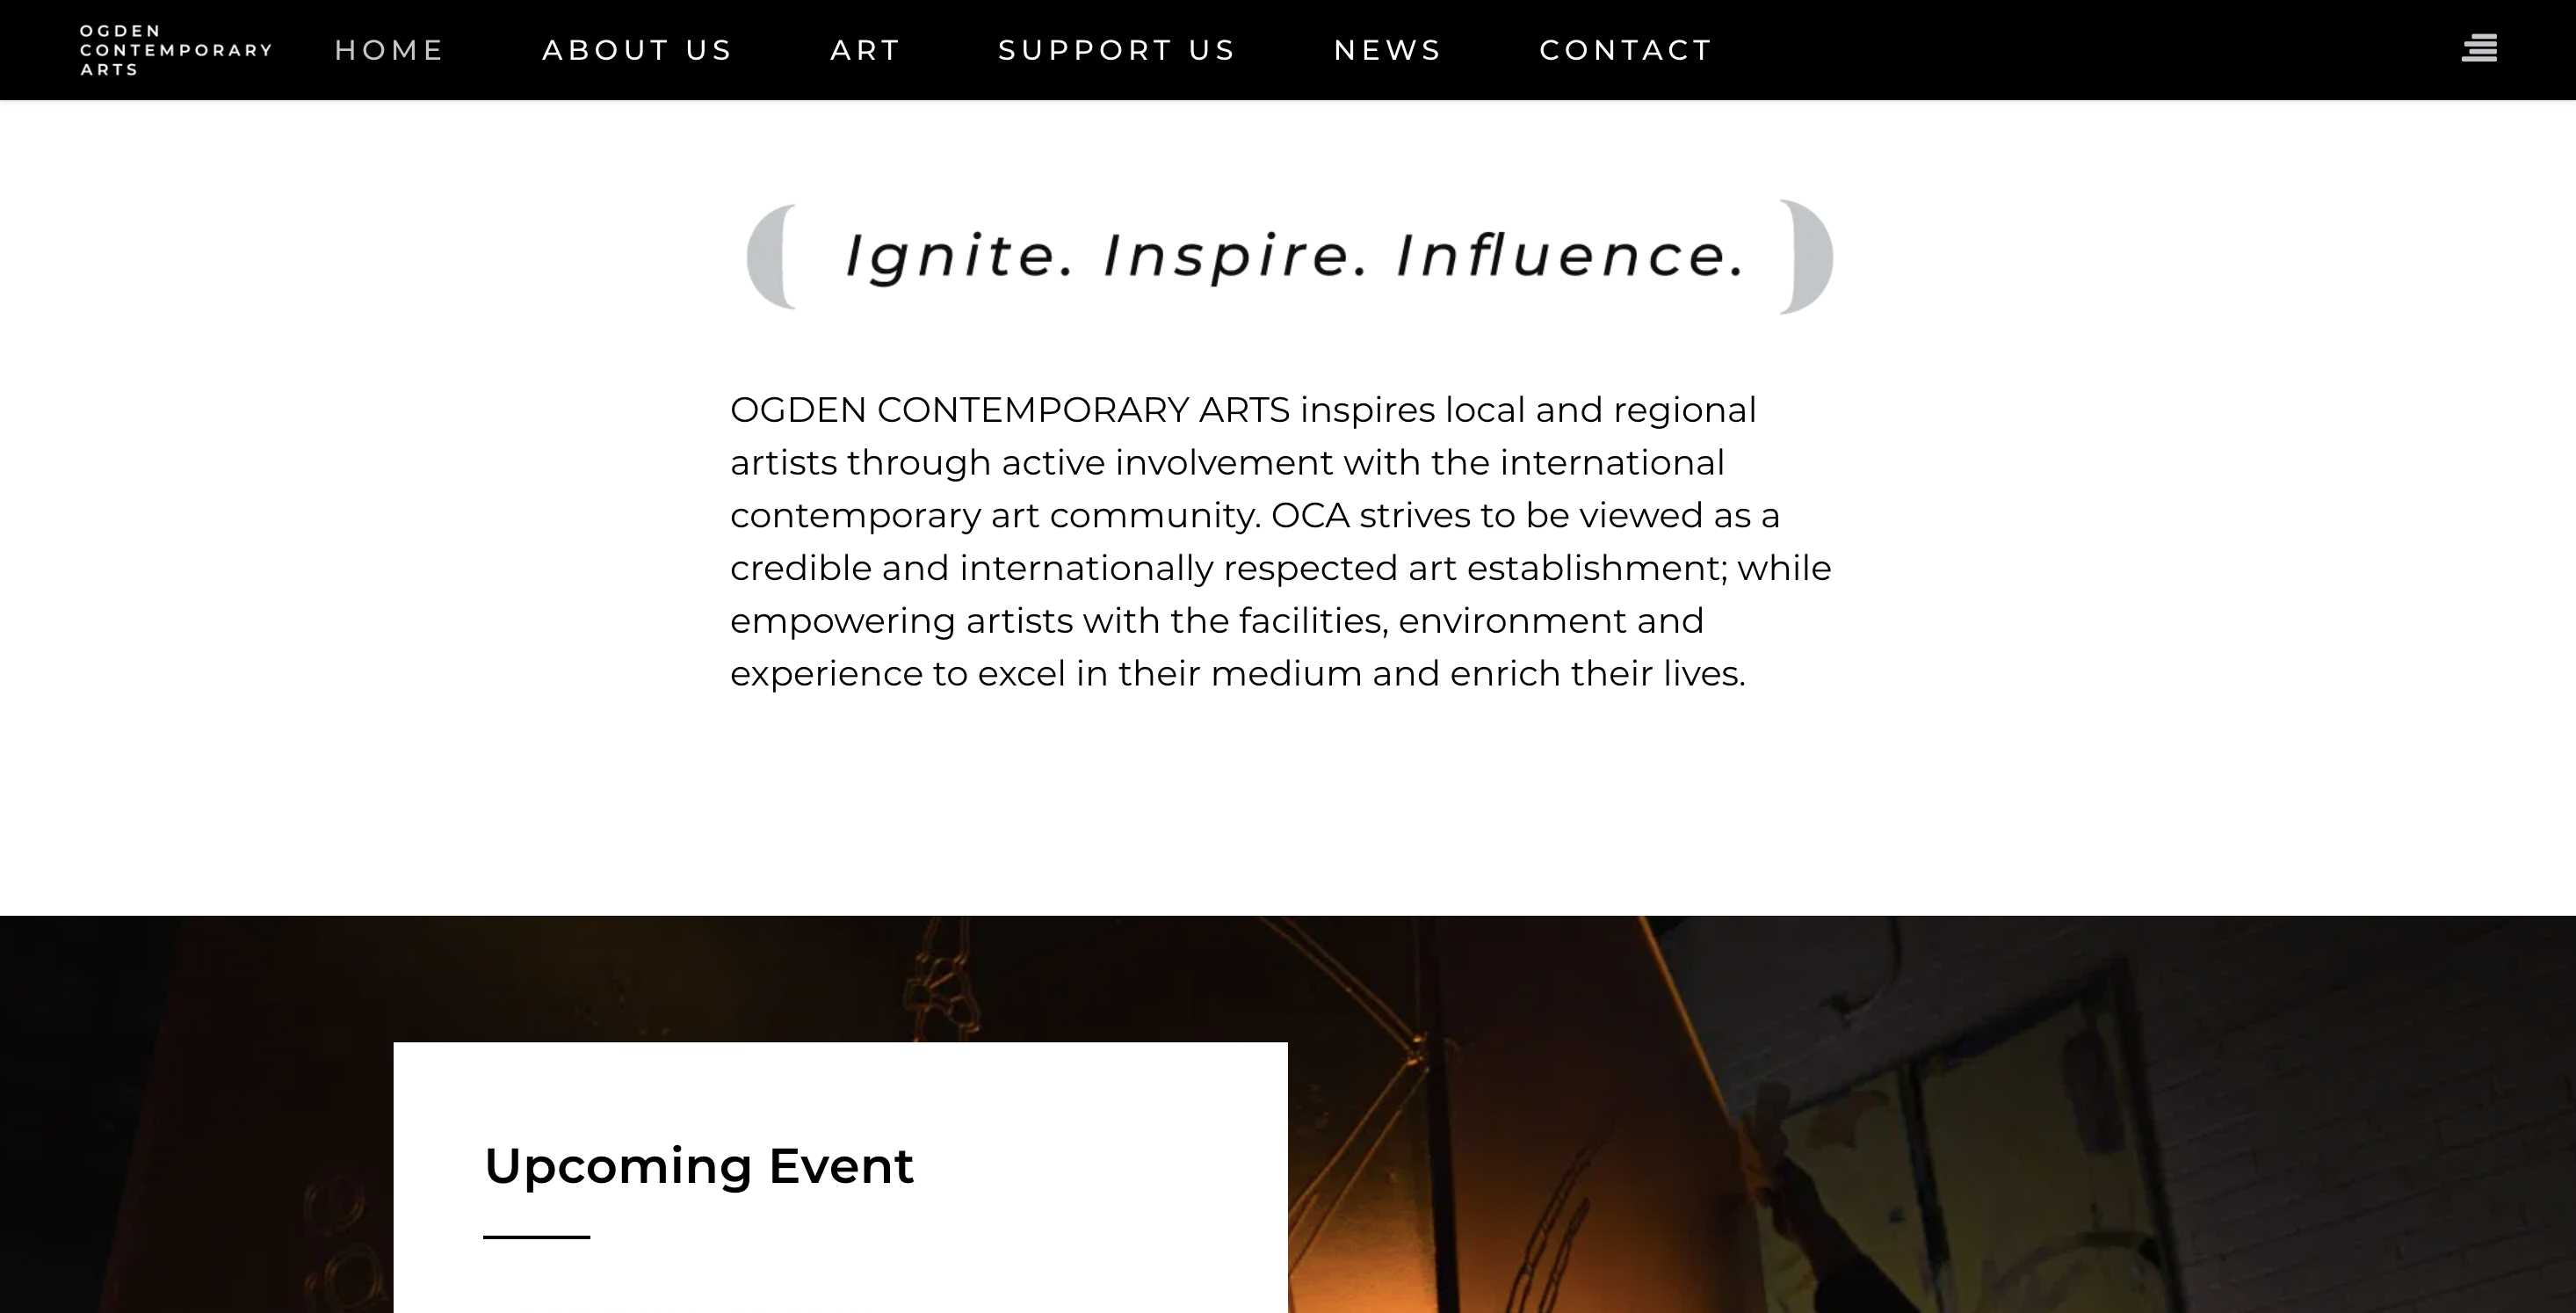 OGDEN
CONTEMPORARY
ARTS
HOME
ABOUT US
ART
SUPPORT US
NEWS
CONTACT
Ignite. Inspire. Influence.
OGDEN CONTEMPORARY ARTS inspires local and regional
artists through active involvement with the international
contemporary art community. OCA strives to be viewed as a
credible and internationally respected art establishment; while
empowering artists with the facilities, environment and
experience to excel in their medium and enrich their lives.
Upcoming Event